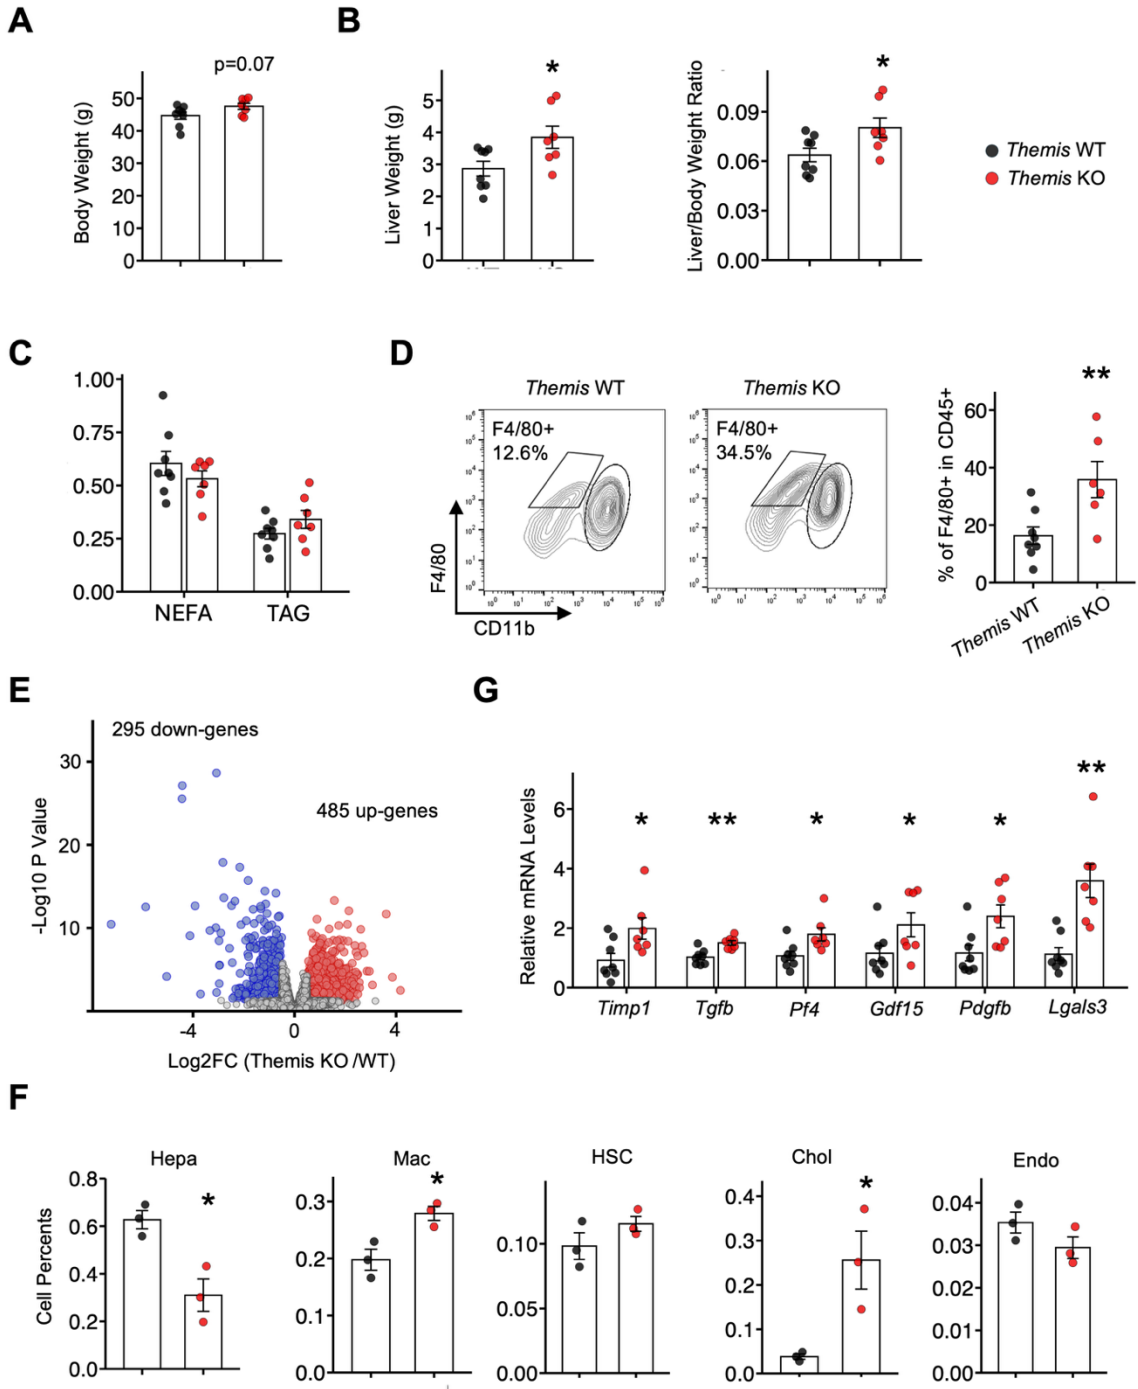 A
B
p=0.07
*
*
Body Weight (g)
50
40
30
20
10
0
Liver Weight (g)
5
4
3
2
1
0
Liver/Body Weight Ratio
0.09
0.06
0.03
0.00
Themis WT
Themis KO
C
1.00
0.75
0.50
0.25
0.00
NEFA
TAG
D
Themis WT
Themis KO
F4/80+
12.6%
F4/80+
34.5%
F4/80
CD11b
**
% of F4/80+ in CD45+
60
40
20
0
Themis WT
Themis KO
E
295 down-genes
485 up-genes
-Log10 P Value
30
20
10
-4
0
4
Log2FC (Themis KO /WT)
G
Relative mRNA Levels
6
4
2
0
*
**
*
*
*
**
Timp1
Tgfb
Pf4
Gdf15
Pdgfb
Lgals3
F
Cell Percents
Hepa
0.8
0.6
0.4
0.2
0.0
*
Mac
0.3
0.2
0.1
0.0
*
HSC
0.10
0.05
0.00
Chol
0.4
0.3
0.2
0.1
0.0
*
Endo
0.04
0.03
0.02
0.01
0.00